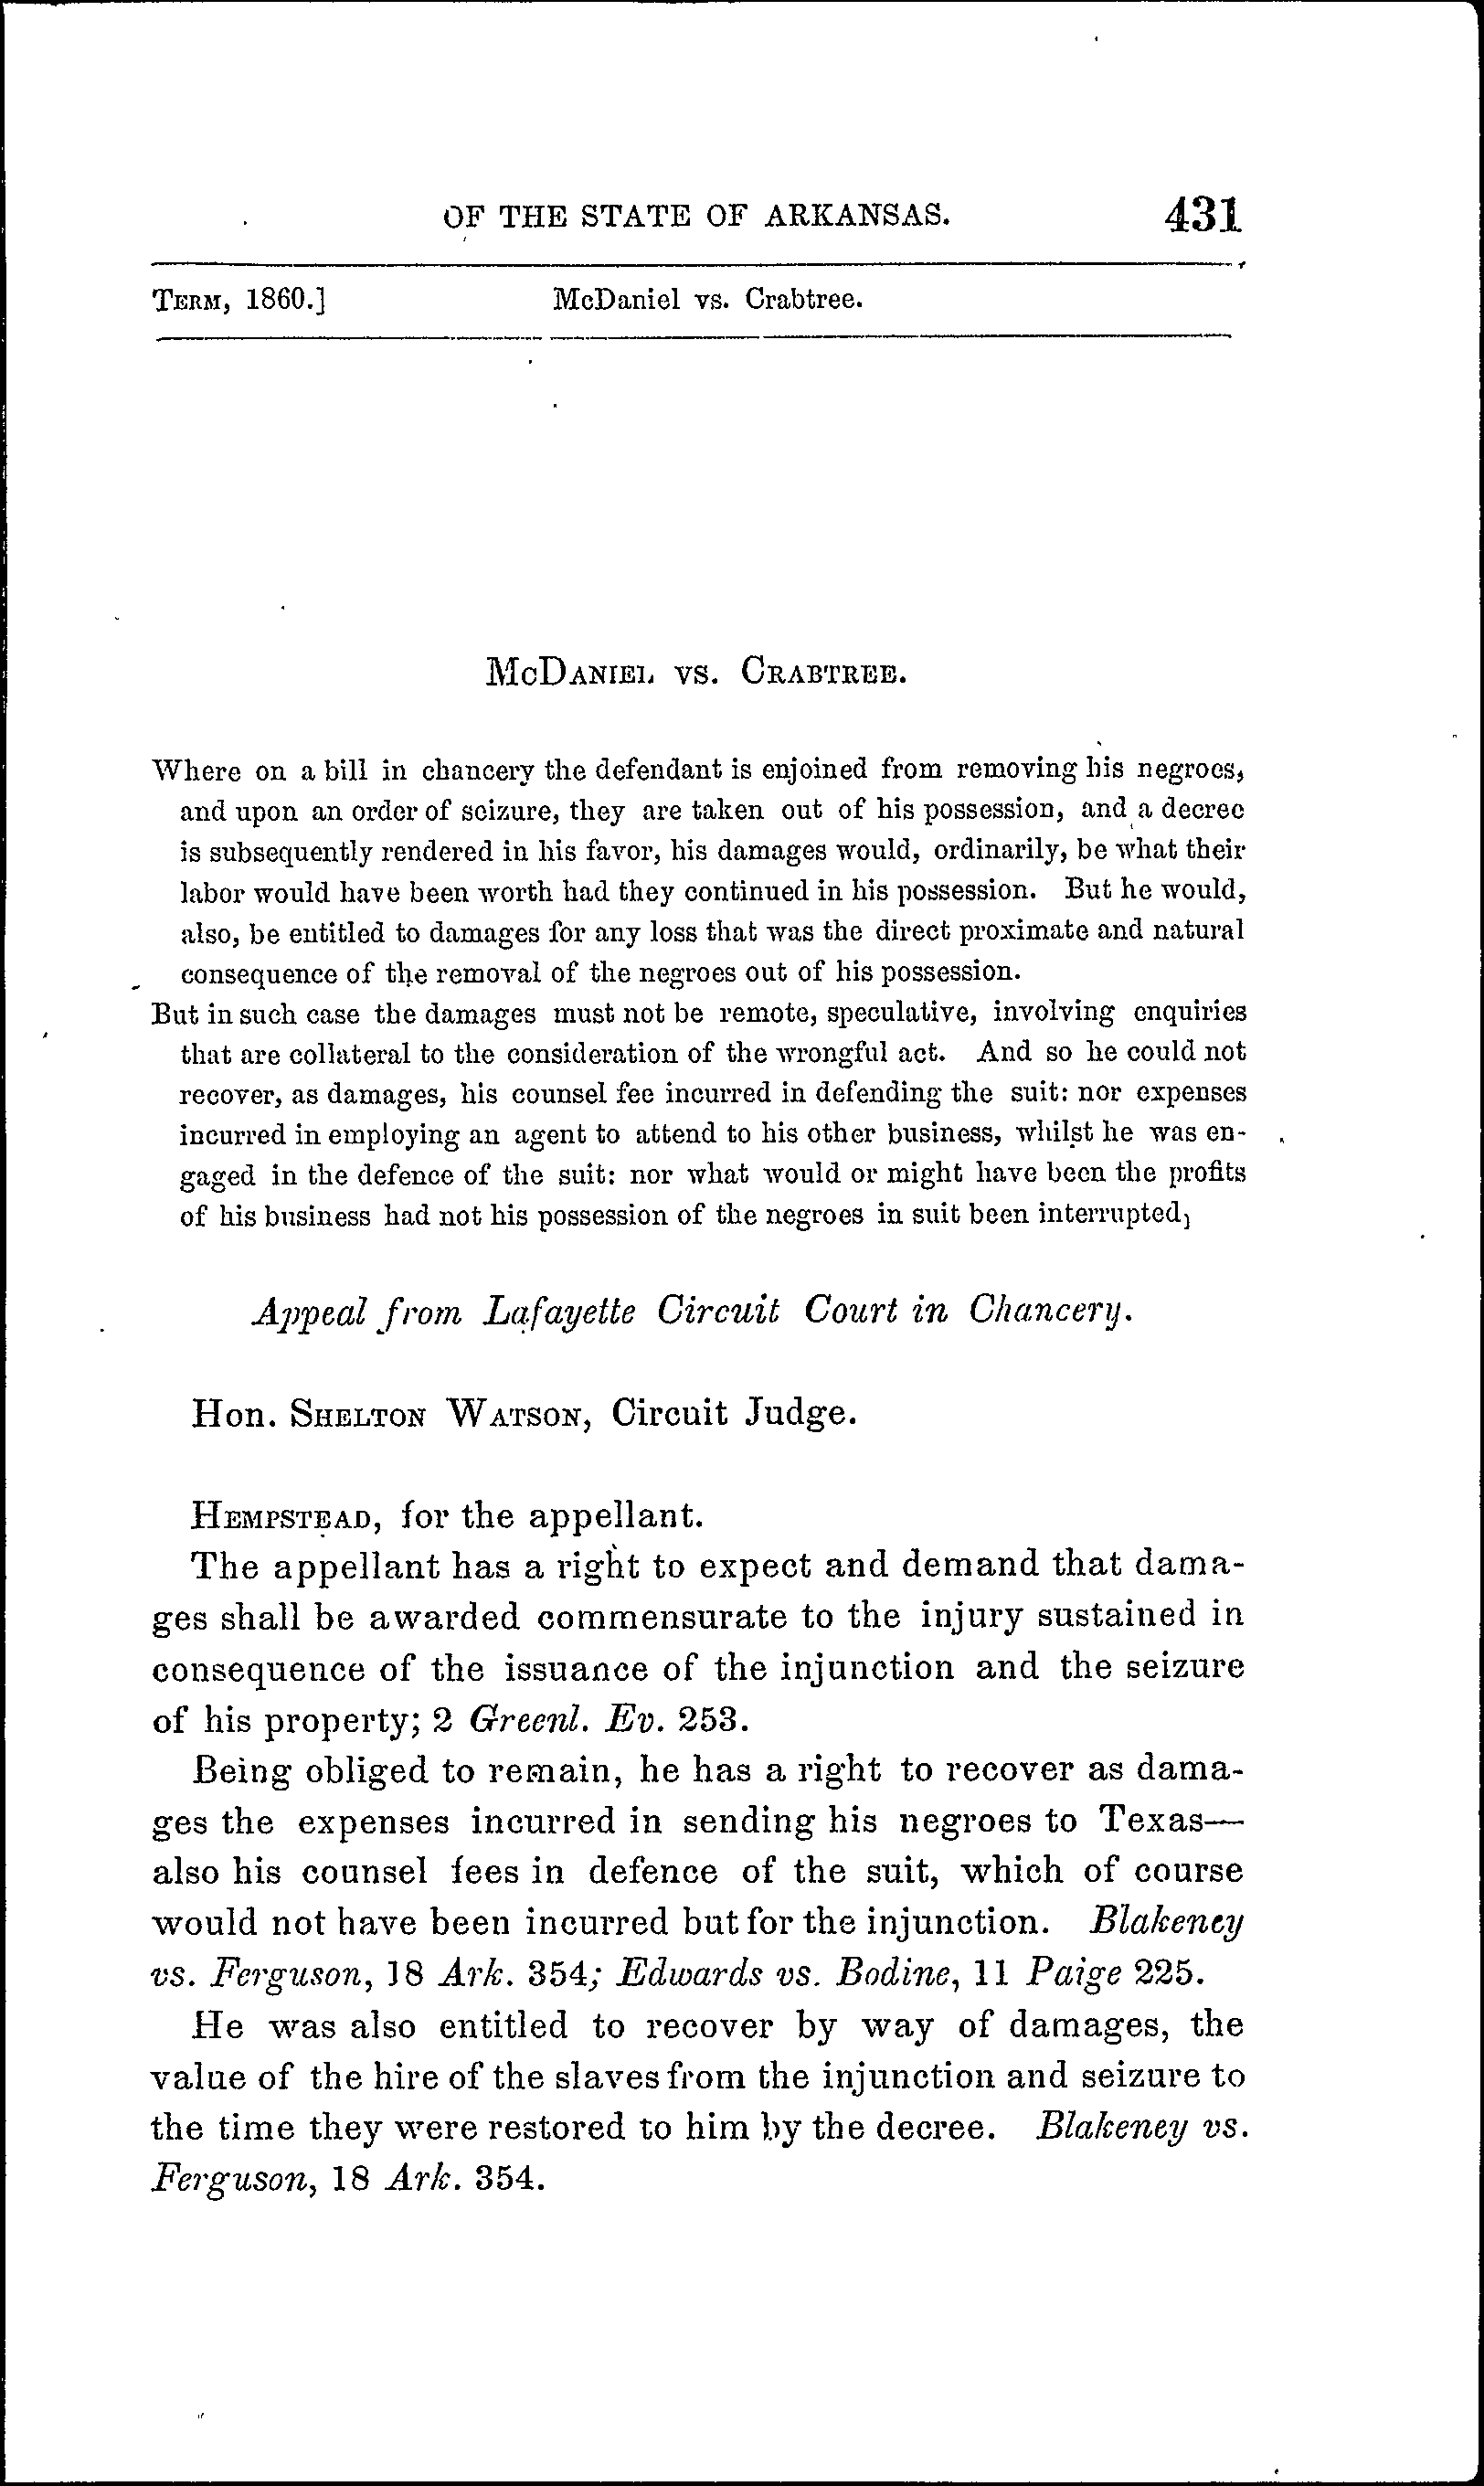 OF THE STATE OF ARKANSAS. 431
TERM, 1860.] McDaniel vs. Crabtree.
McDANIEL VS. CRABTREE.
Where on a bill in chancery the defendant is enjoined from removing his negroes,
and upon an order of seizure, they are taken out of his possession, and a decree
is subsequently rendered in his favor, his damages would, ordinarily, be what their
labor would have been worth had they continued in his possession. But he would,
also, be entitled to damages for any loss that was the direct proximate and natural
consequence of the removal of the negroes out of his possession.
But in such case the damages must not be remote, speculative, involving enquiries
that are collateral to the consideration of the wrongful act. And so he could not
recover, as damages, his counsel fee incurred in defending the suit: nor expenses
incurred in employing an agent to attend to his other business, whilst he was en-
gaged in the defence of the suit: nor what would or might have been the profits
of his business had not his possession of the negroes in suit been interrupted,
Appeal from Lafayette Circuit Court in Chancery.
Hon. SHELTON WATSON, Circuit Judge.
HEMPSTEAD, for the appellant.
The appellant has a right to expect and demand that dama-
ges shall be awarded commensurate to the injury sustained in
consequence of the issuance of the injunction and the seizure
of his property; 2 Greenl. Ev. 253.
Being obliged to remain, he has a right to recover as dama-
ges the expenses incurred in sending his negroes to Texas—
also his counsel fees in defence of the suit, which of course
would not have been incurred but for the injunction. Blakeney
vs. Ferguson, 18 Ark. 354; Edwards vs. Bodine, 11 Paige 225.
He was also entitled to recover by way of damages, the
value of the hire of the slaves from the injunction and seizure to
the time they were restored to him by the decree. Blakeney vs.
Ferguson, 18 Ark. 354.